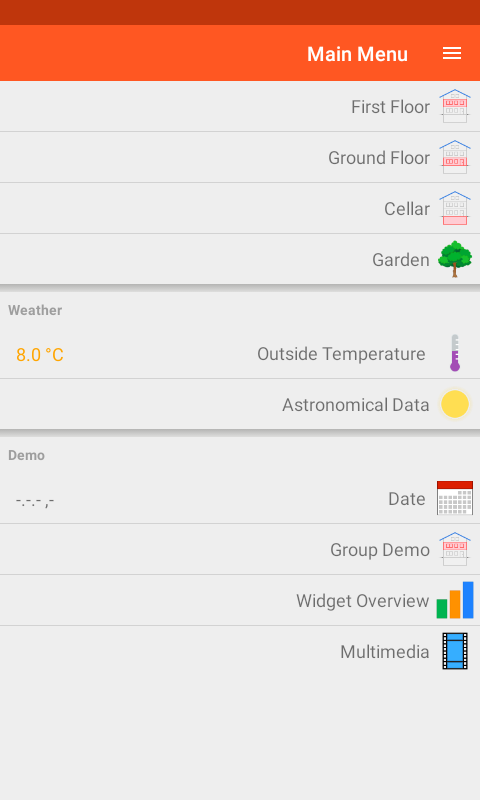 Main Menu
First Floor
Ground Floor
Cellar
Garden
Weather
Outside Temperature
8.0 °C
Astronomical Data
Demo
Date
-.-.- ,-
Group Demo
Widget Overview
Multimedia